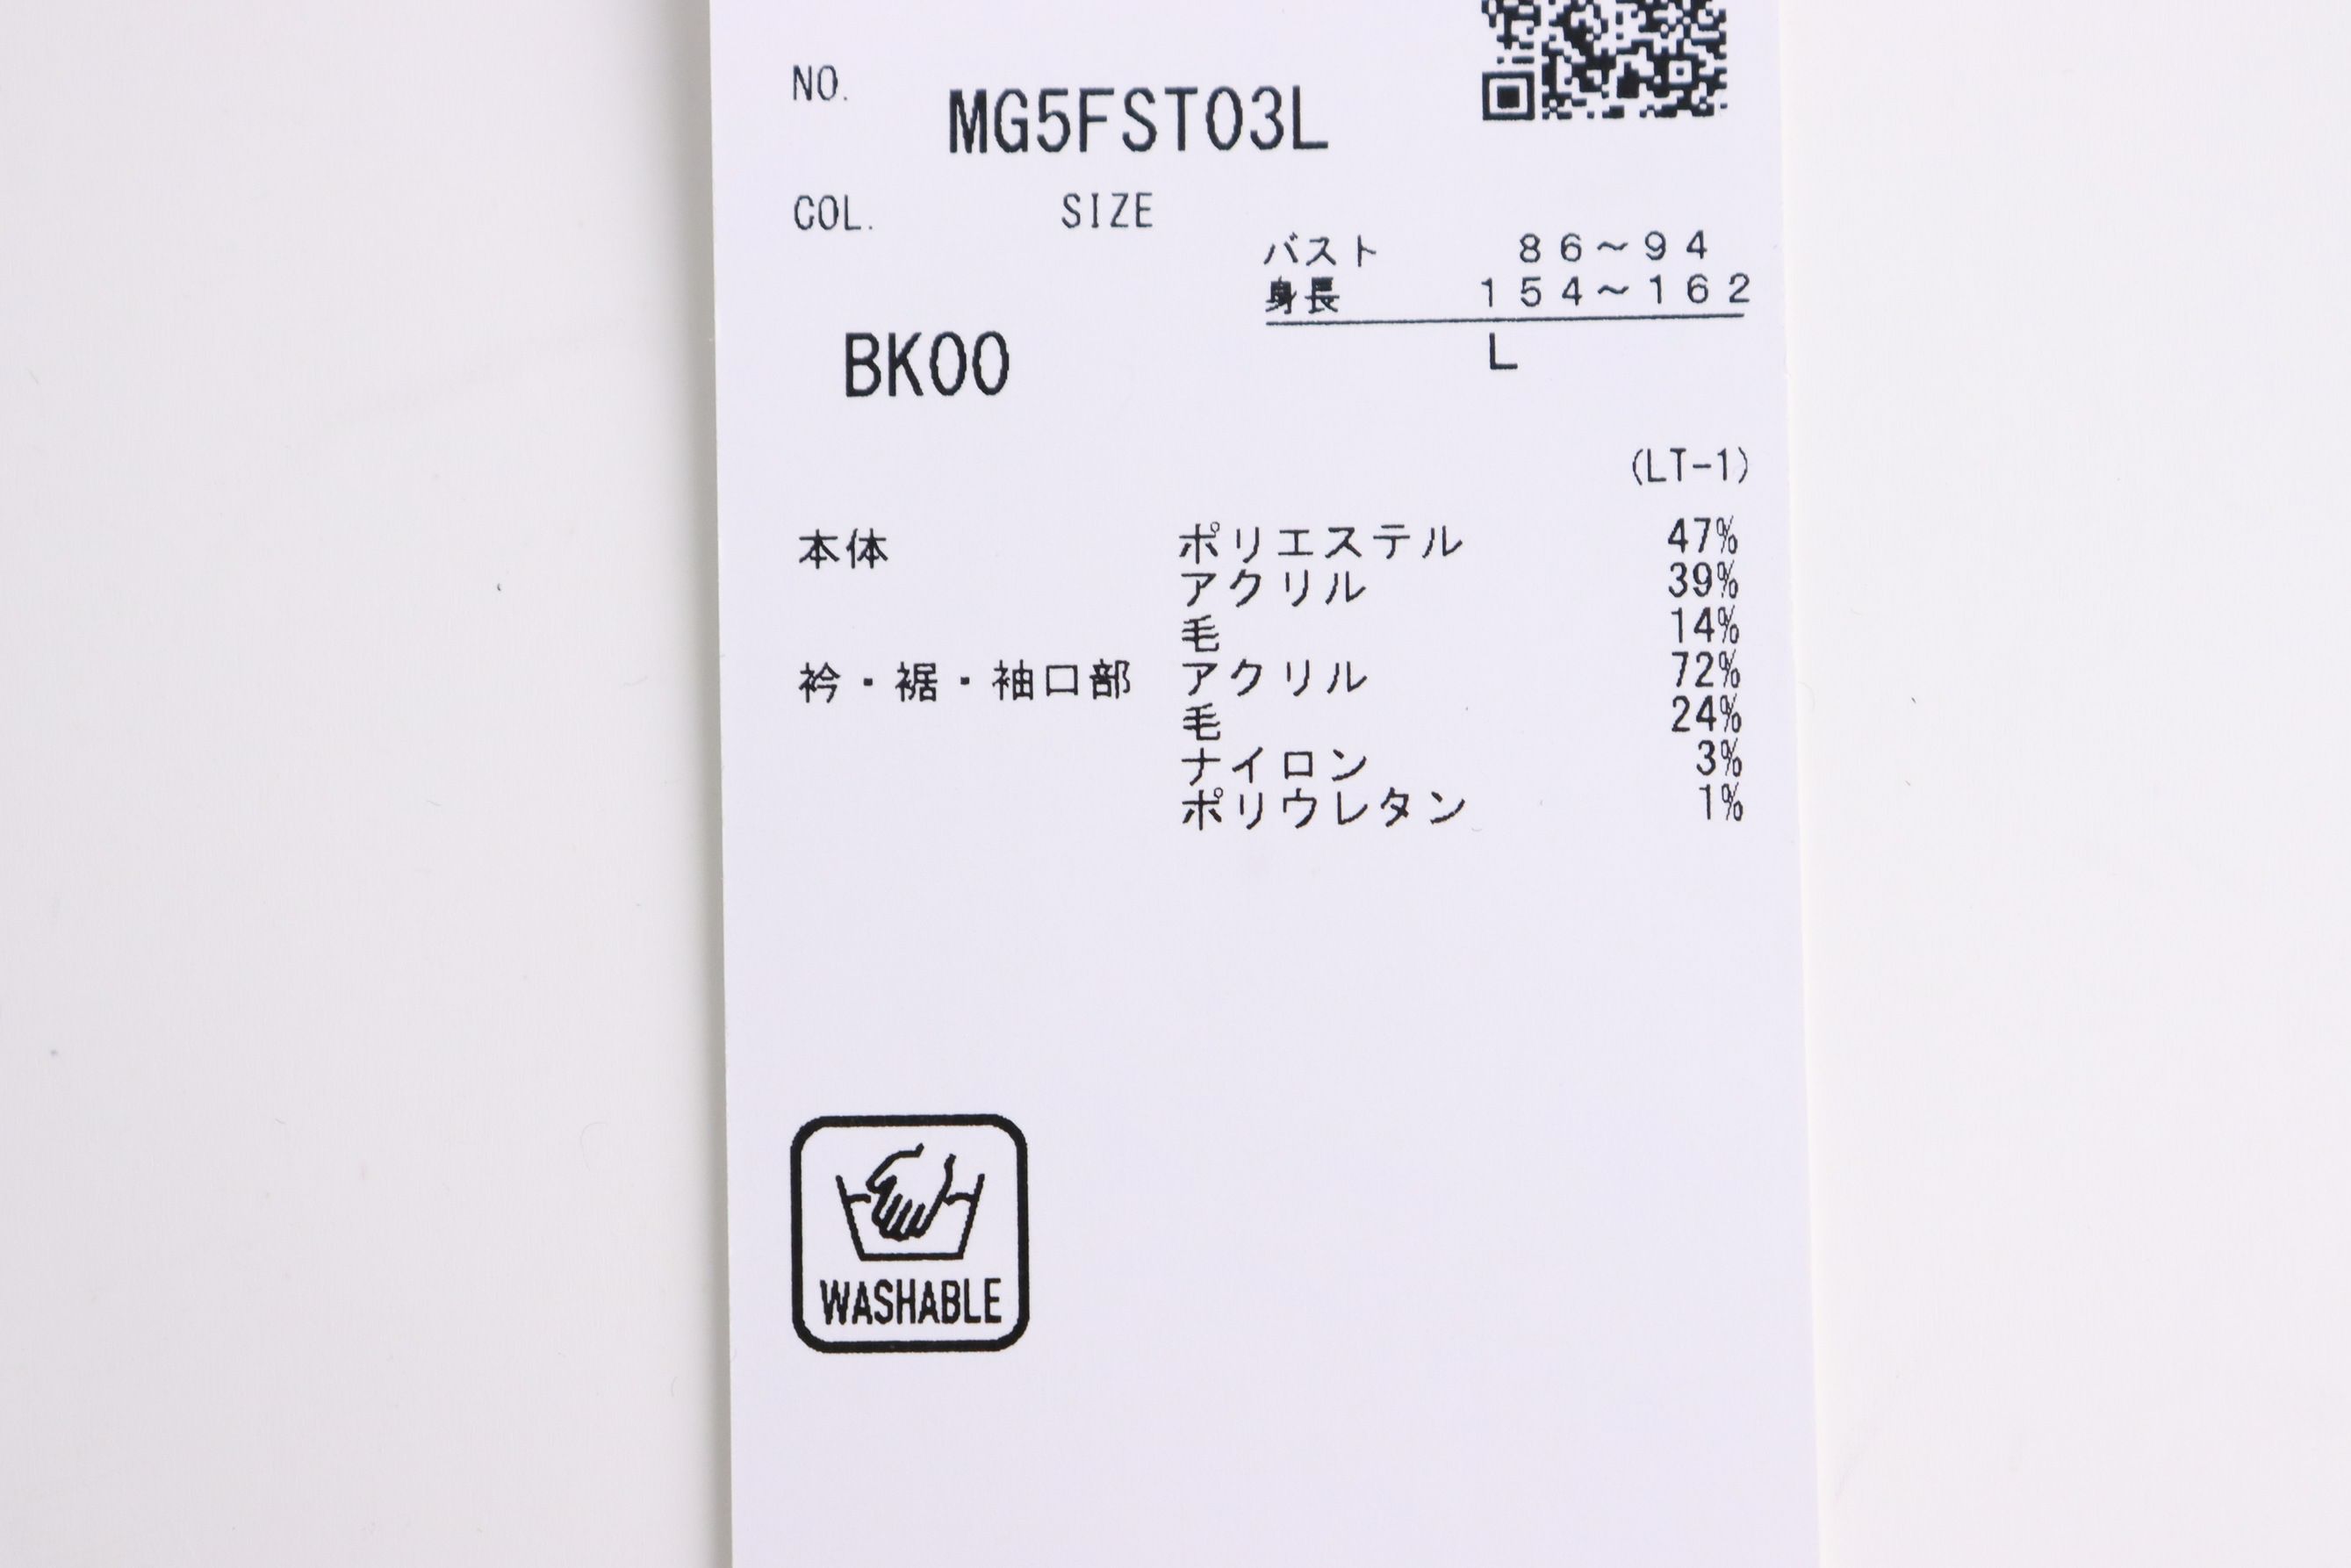 NO.
MG5FST03L
COL. SIZE
バスト 86~94
身長 154~162
BK00 L
(LT-1)
本体 ポリエステル 47%
アクリル 39%
毛 14%
衿・裾・袖口部 アクリル 72%
毛 24%
ナイロン 3%
ポリウレタン 1%
WASHABLE